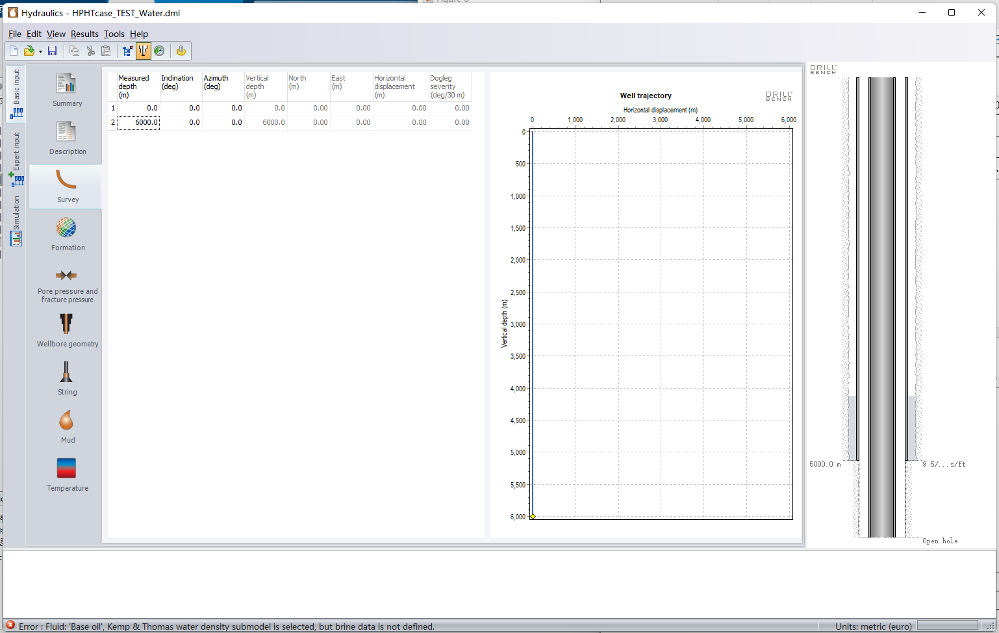 Hydraulics - HPHTcase_TEST_Water.dml
File Edit View Results Tools Help
Basic input
Expert input
Simulation
Summary
Description
Survey
Formation
Pore pressure and
fracture pressure
Wellbore geometry
String
Mud
Temperature
Measured depth (m) Inclination (deg) Azimuth (deg) Vertical depth (m) North (m) East (m) Horizontal displacement (m) Dogleg severity (deg/30 m)
1 0.0 0.0 0.0 0.0 0.00 0.00 0.00 0.00
2 6000.0 0.0 0.0 6000.0 0.00 0.00 0.00 0.00
Well trajectory
DRILL BENCH
Horizontal displacement (m)
0 1,000 2,000 3,000 4,000 5,000 6,000
Vertical depth (m)
0
500
1,000
1,500
2,000
2,500
3,000
3,500
4,000
4,500
5,000
5,500
6,000
DRILL BENCH
5000.0 m
9 5/...s/ft
Open hole
Error : Fluid: 'Base oil', Kemp & Thomas water density submodel is selected, but brine data is not defined.
Units: metric (euro)